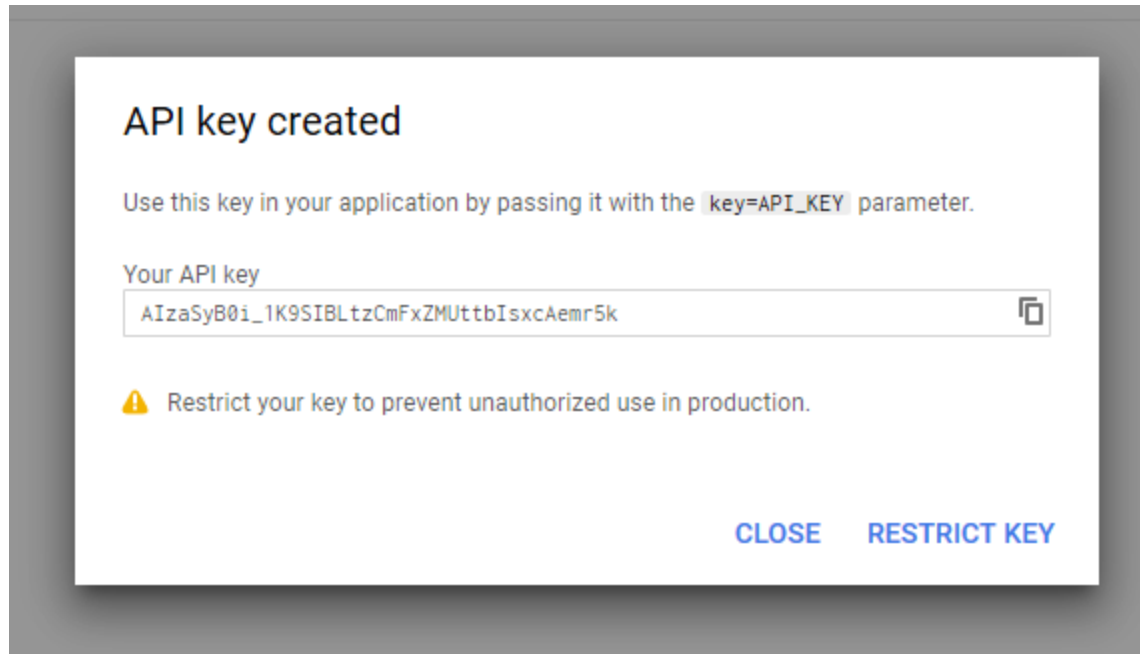 API key created
Use this key in your application by passing it with the key=API_KEY parameter.
Your API key
AIzaSyB0i_1K9SIBLtzCmFxZMUttbIsxcAemr5k
Restrict your key to prevent unauthorized use in production.
CLOSE RESTRICT KEY